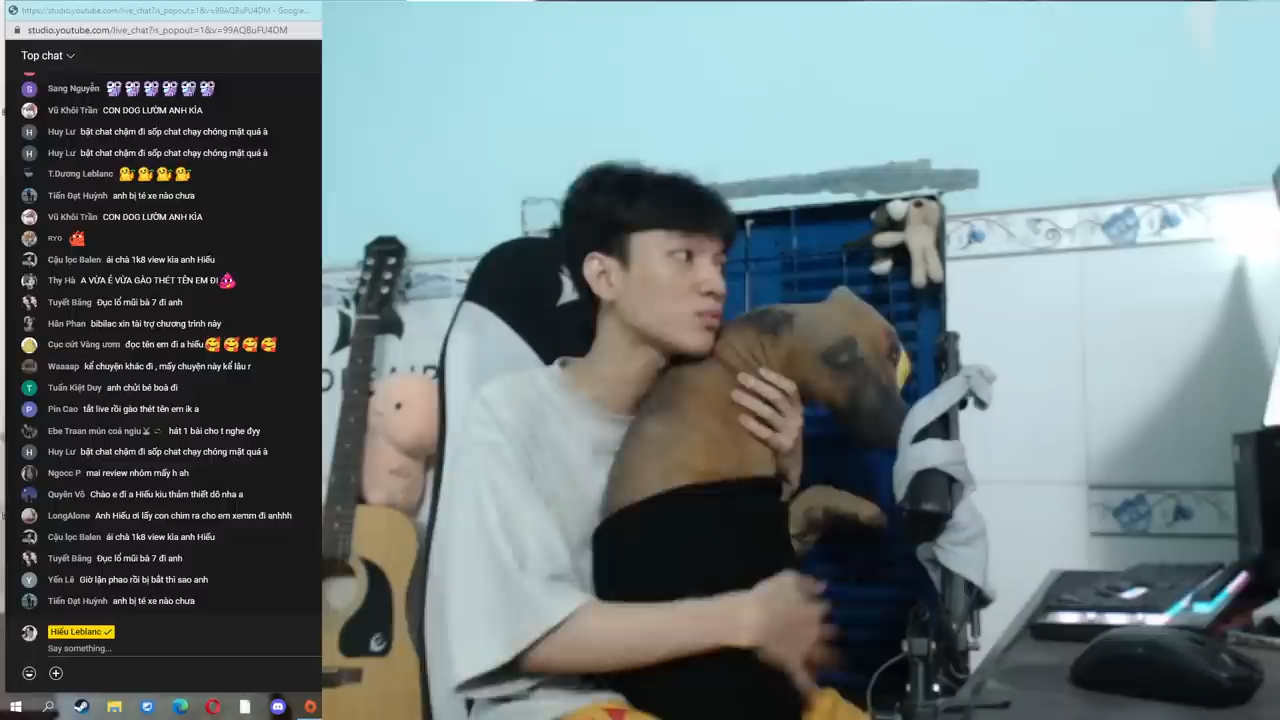 https://studio.youtube.com/live_chat?is_popout=1&v=99AQ8uFU4DM - Google...
studio.youtube.com/live_chat?is_popout=1&v=99AQ8uFU4DM
Top chat
Sang Nguyễn
Vũ Khôi Trần CON DOG LƯỜM ANH KÌA
Huy Lư bật chat chậm đi sốp chat chạy chóng mặt quá à
Huy Lư bật chat chậm đi sốp chat chạy chóng mặt quá à
T.Dương Leblanc
Tiến Đạt Huỳnh anh bị té xe nào chưa
Vũ Khôi Trần CON DOG LƯỜM ANH KÌA
RYO
Cậu lọc Balen ái chà 1k8 view kìa anh Hiếu
Thy Hà A VỪA Ẻ VỪA GÀO THÉT TÊN EM ĐI
Tuyết Băng Đục lổ mũi bà 7 đi anh
Hân Phan bibilac xin tài trợ chương trình này
Cục cứt Vàng ươm đọc tên em đi a hiếu
Waaaap kể chuyện khác đi , mấy chuyện này kể lâu r
Tuấn Kiệt Duy anh chửi bé boà đi
Pin Cao tắt live rồi gào thét tên em ik a
Ebe Traan mún coá ngiu hát 1 bài cho t nghe đyy
Huy Lư bật chat chậm đi sốp chat chạy chóng mặt quá à
Ngocc P mai review nhóm mấy h ah
Quyên Võ Chào e đi a Hiếu kiu thảm thiết dô nha a
LongAlone Anh Hiếu ơi lấy con chim ra cho em xemm đi anhhh
Cậu lọc Balen ái chà 1k8 view kìa anh Hiếu
Tuyết Băng Đục lổ mũi bà 7 đi anh
Yến Lê Giờ lận phao rồi bị bắt thì sao anh
Tiến Đạt Huỳnh anh bị té xe nào chưa
Hiếu Leblanc
Say something...